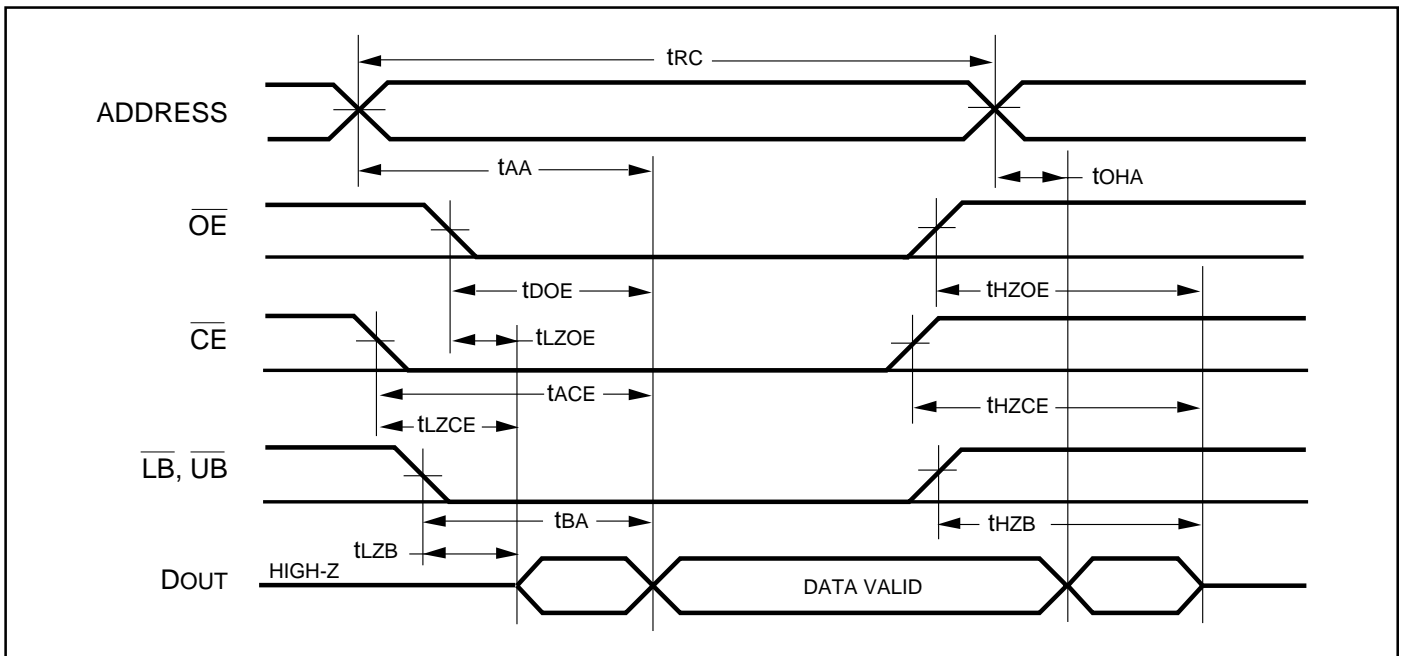 tRC
ADDRESS
tAA
tOHA
OE
tDOE
tHZOE
CE
tLZOE
tACE
tHZCE
tLZCE
LB, UB
tBA
tHZB
tLZB
DOUT
HIGH-Z
DATA VALID